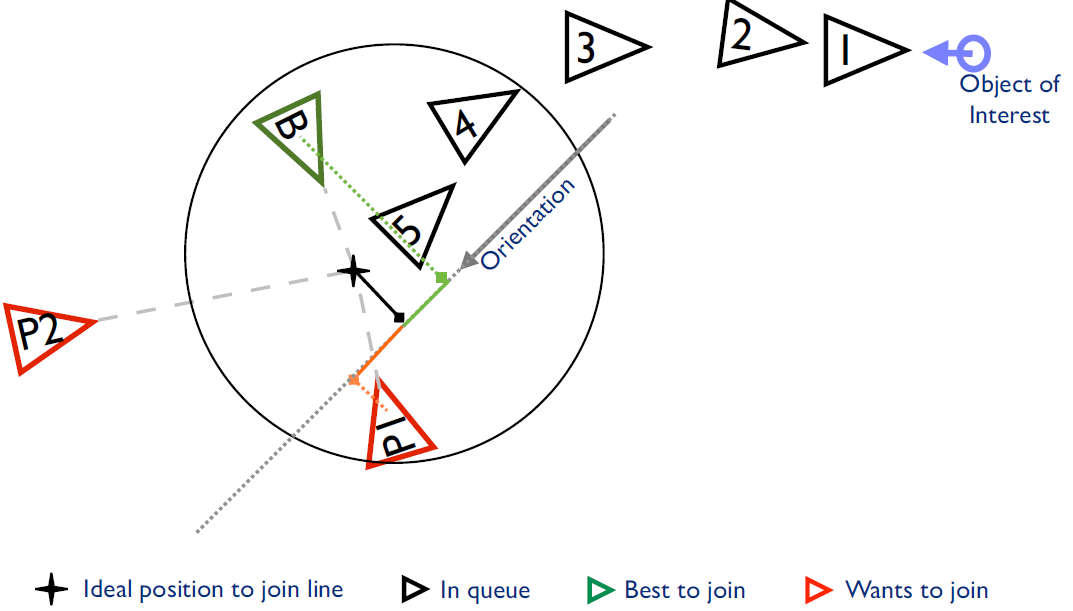 3
2
1
Object of
Interest
B
4
5
Orientation
P2
P1
Ideal position to join line
In queue
Best to join
Wants to join